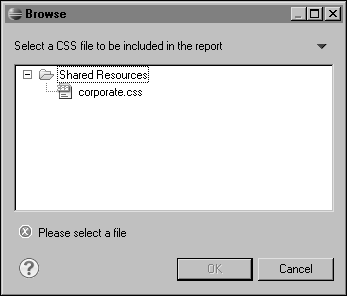 Browse
Select a CSS file to be included in the report
Shared Resources
corporate.css
Please select a file
OK
Cancel